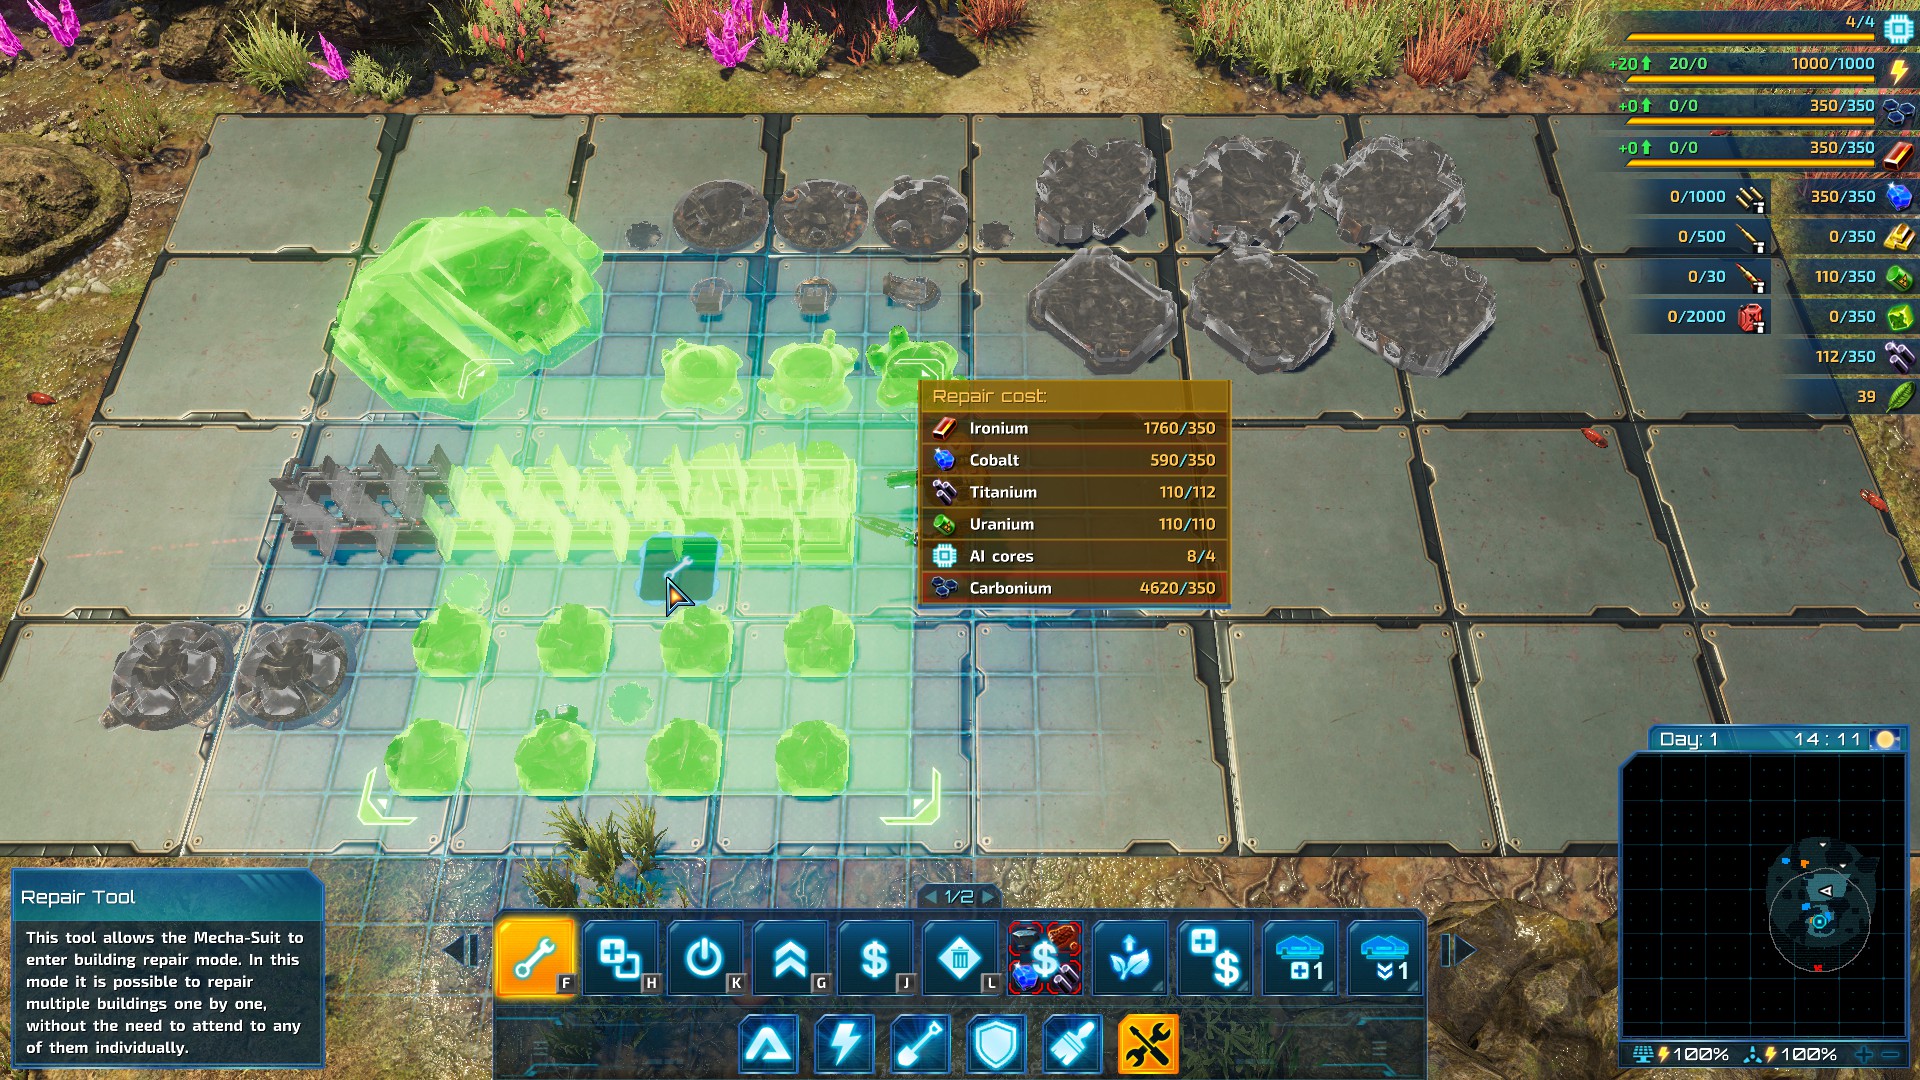 4/4
+20 20/0 1000/1000
+0 0/0 350/350
+0 0/0 350/350
0/1000 350/350
0/500 0/350
0/30 110/350
0/2000 0/350
112/350
39
Repair cost:
Ironium 1760/350
Cobalt 590/350
Titanium 110/112
Uranium 110/110
AI cores 8/4
Carbonium 4620/350
Day: 1 14:11
Repair Tool
This tool allows the Mecha-Suit to
enter building repair mode. In this
mode it is possible to repair
multiple buildings one by one,
without the need to attend to any
of them individually.
1/2
F H K G J L $ $ $ 1 1
100% 100%